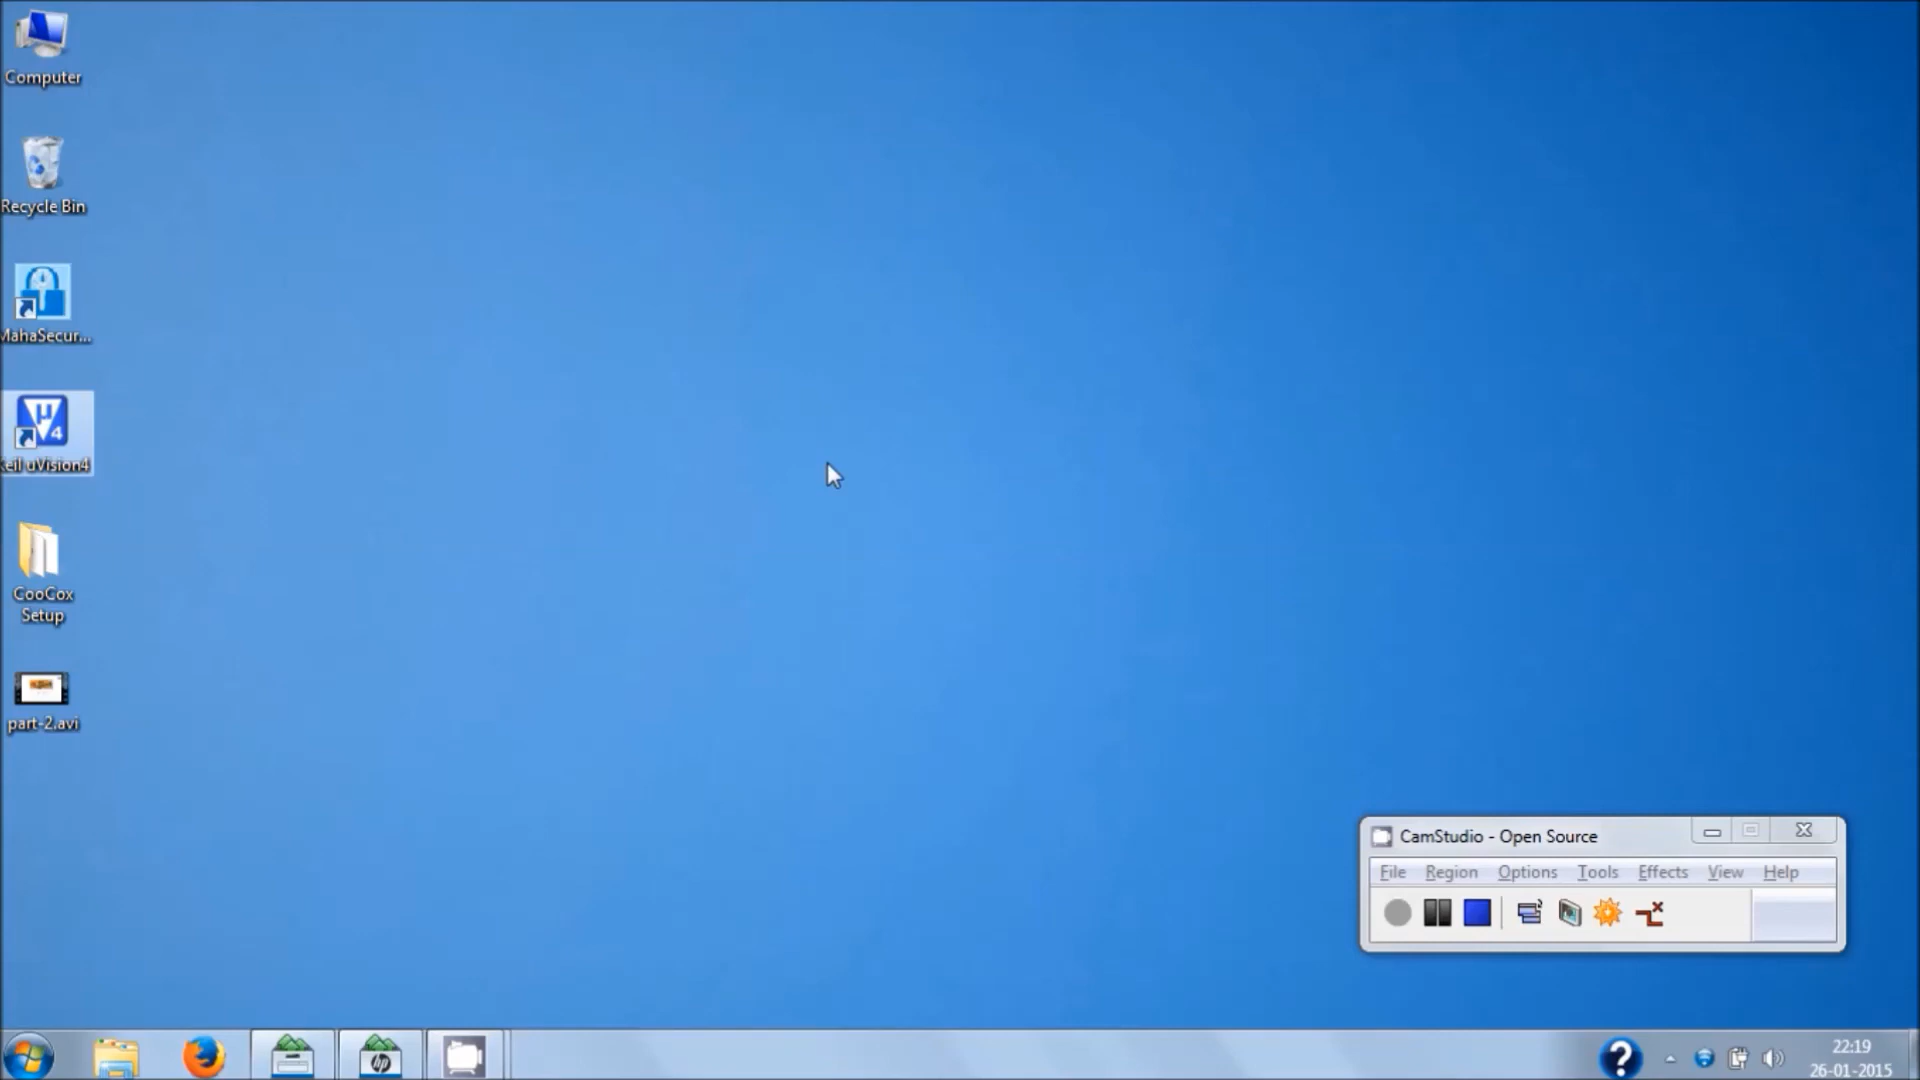 Computer
Recycle Bin
MahaSecur...
Keil uVision4
CooCox
Setup
part-2.avi
CamStudio - Open Source
File Region Options Tools Effects View Help
22:19
26-01-2015